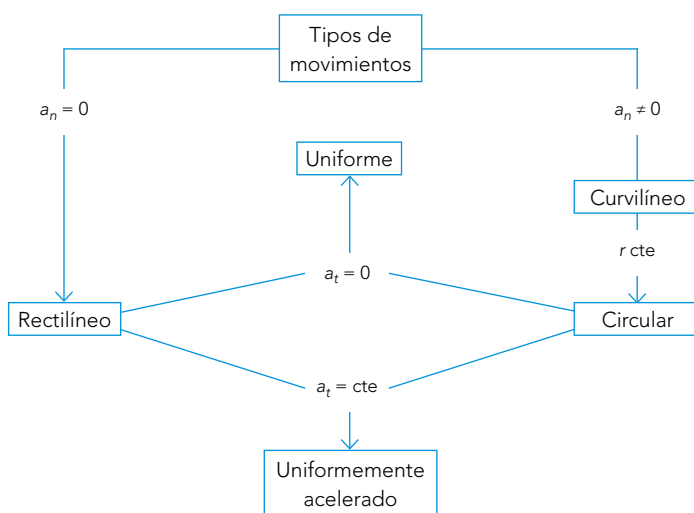 Tipos de
movimientos
aₙ = 0
aₙ ≠ 0
Uniforme
Curvilíneo
r cte
aₜ = 0
Rectilíneo
Circular
aₜ = cte
Uniformemente
acelerado